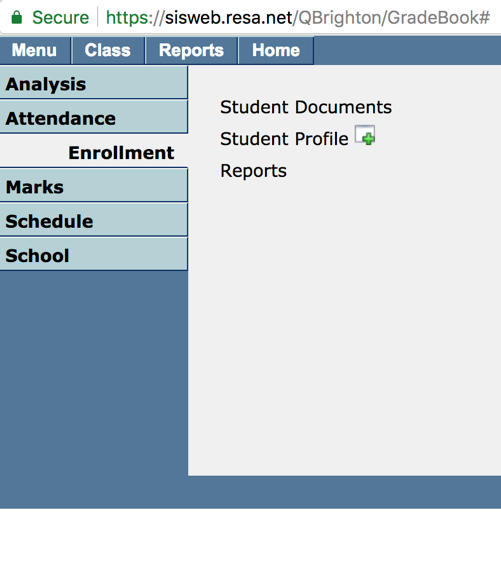 Secure https://sisweb.resa.net/QBrighton/GradeBook#
Menu Class Reports Home
Analysis
Attendance
Enrollment
Marks
Schedule
School
Student Documents
Student Profile
Reports